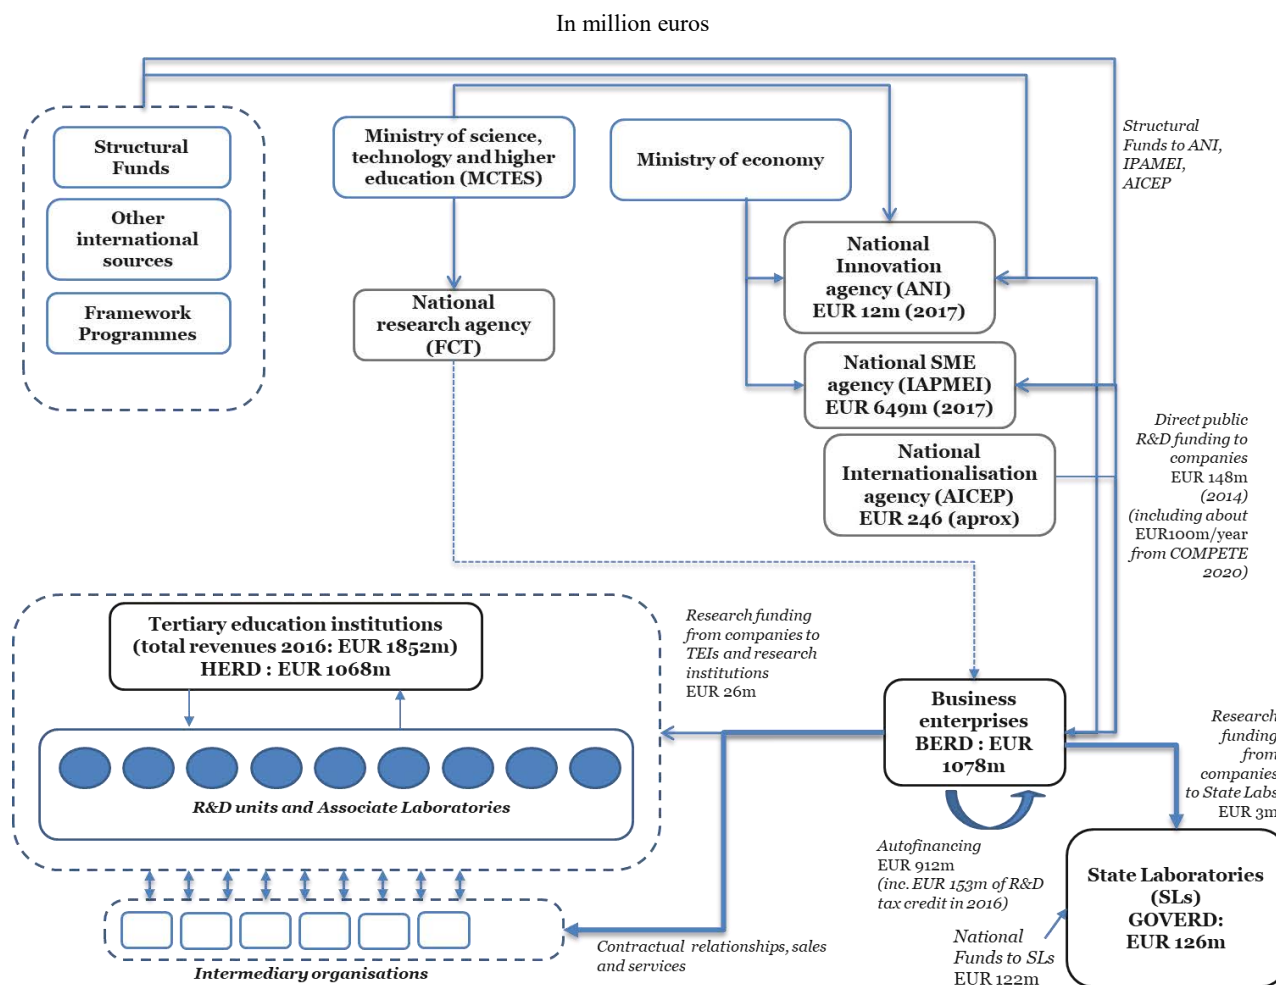 In million euros
Structural
Funds
Other
international
sources
Framework
Programmes
Ministry of science,
technology and higher
education (MCTES)
Ministry of economy
Structural
Funds to ANI,
IPAMEI,
AICEP
National
Innovation
agency (ANI)
EUR 12m (2017)
National
research agency
(FCT)
National SME
agency (IAPMEI)
EUR 649m (2017)
National
Internationalisation
agency (AICEP)
EUR 246 (aprox)
Direct public
R&D funding to
companies
EUR 148m
(2014)
(including about
EUR100m/year
from COMPETE
2020)
Tertiary education institutions
(total revenues 2016: EUR 1852m)
HERD : EUR 1068m
Research funding
from companies to
TEIs and research
institutions
EUR 26m
Business
enterprises
BERD : EUR
1078m
Research
funding
from
companies
to State Labs
EUR 3m
R&D units and Associate Laboratories
Autofinancing
EUR 912m
(inc. EUR 153m of R&D
tax credit in 2016)
State Laboratories
(SLs)
GOVERD:
EUR 126m
National
Funds to SLs
EUR 122m
Contractual relationships, sales
and services
Intermediary organisations